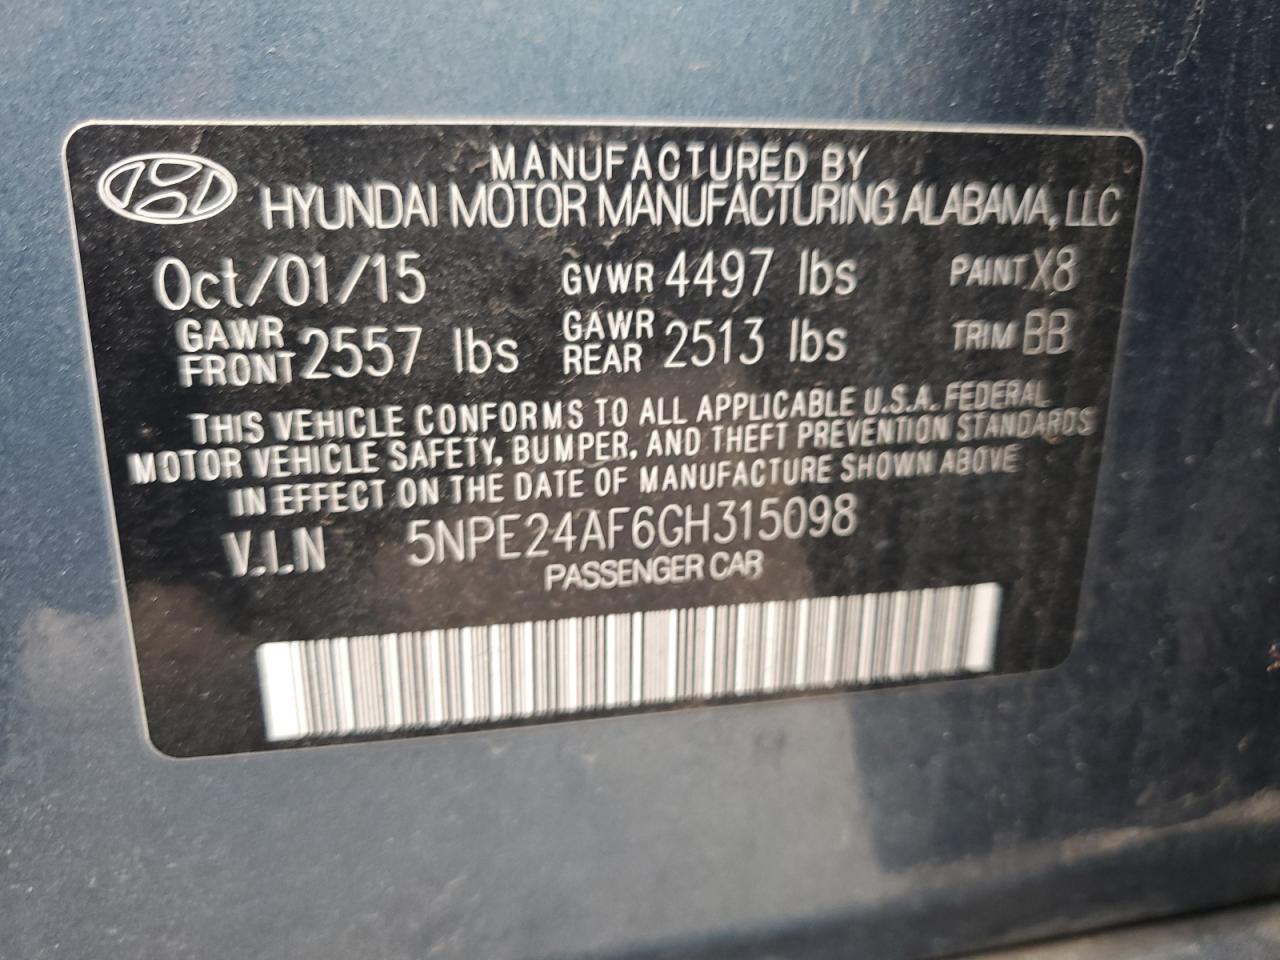 MANUFACTURED BY
HYUNDAI MOTOR MANUFACTURING ALABAMA, LLC
Oct/01/15 GVWR 4497 lbs PAINT X8
GAWR FRONT 2557 lbs GAWR REAR 2513 lbs TRIM BB
THIS VEHICLE CONFORMS TO ALL APPLICABLE U.S.A. FEDERAL
MOTOR VEHICLE SAFETY, BUMPER, AND THEFT PREVENTION STANDARDS
IN EFFECT ON THE DATE OF MANUFACTURE SHOWN ABOVE
V.I.N 5NPE24AF6GH315098
PASSENGER CAR